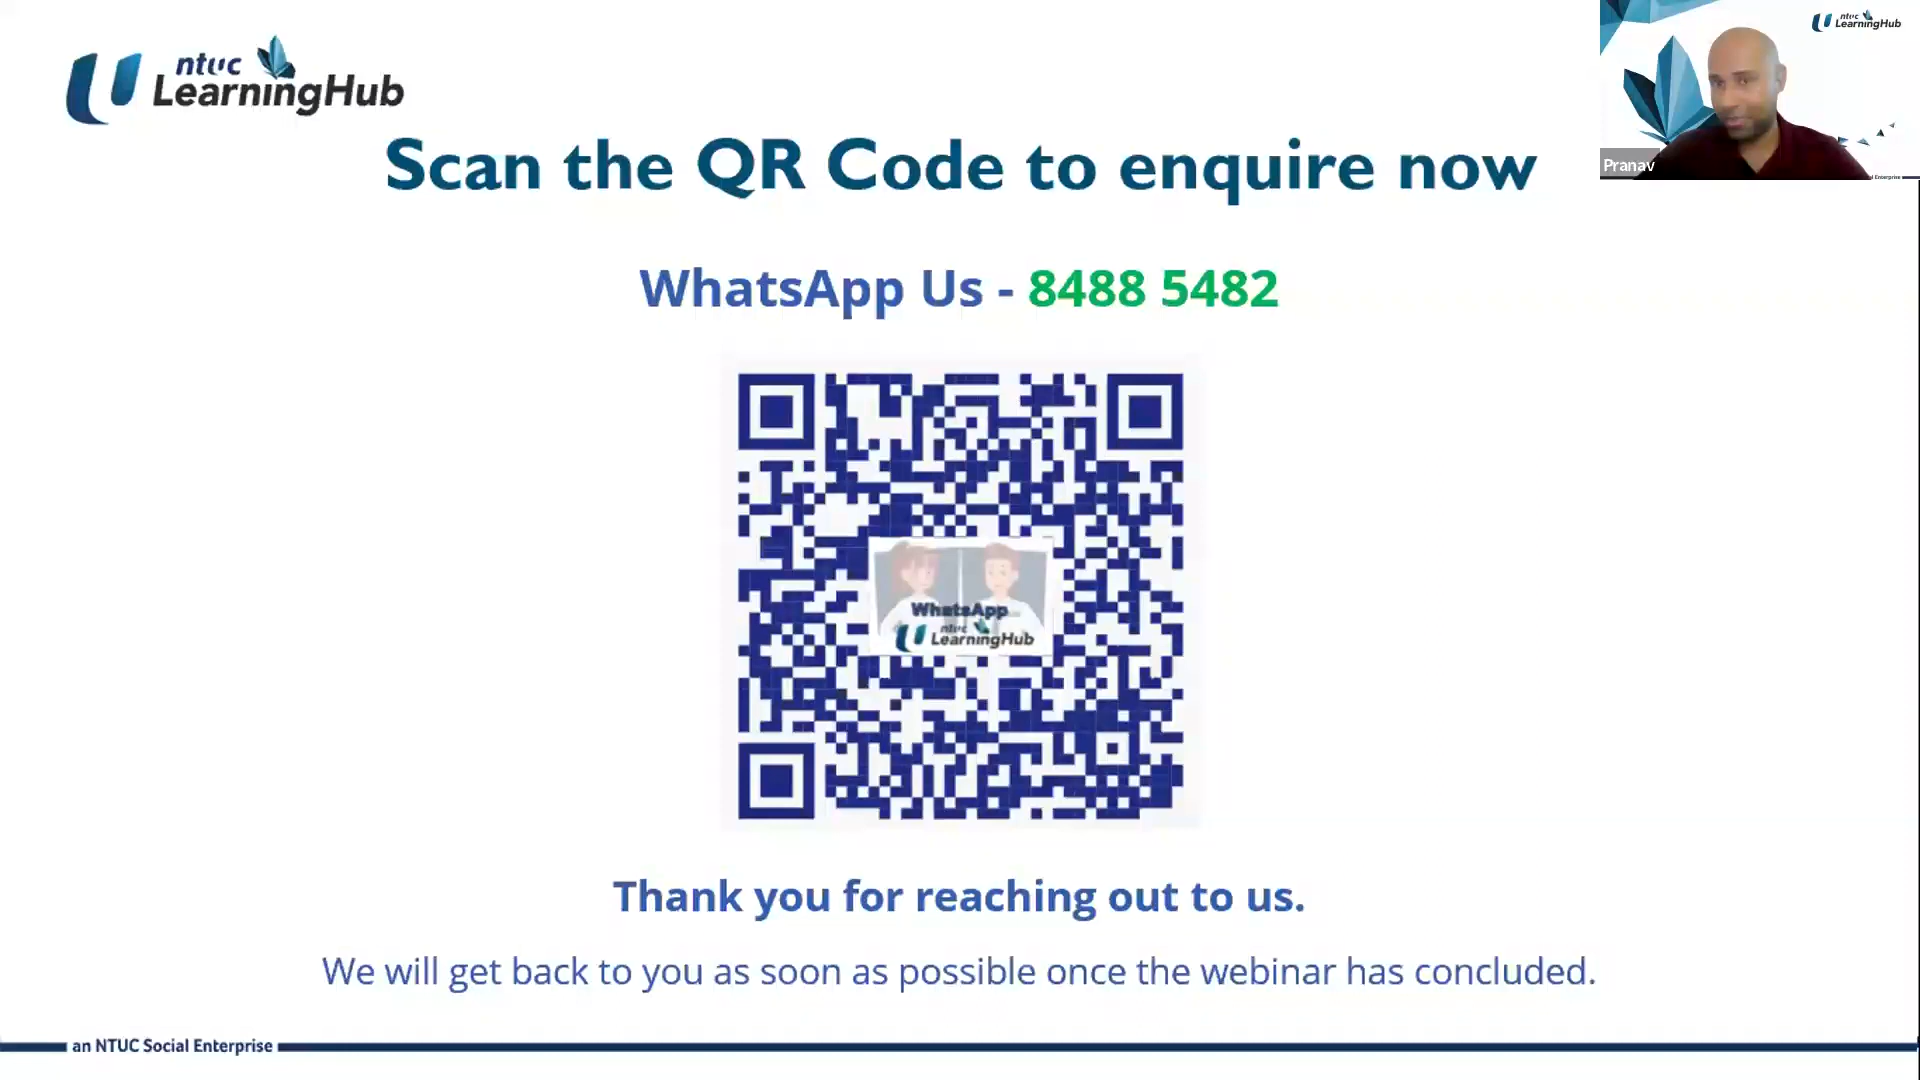 ntuc
LearningHub
ntuc
LearningHub
Pranav
Scan the QR Code to enquire now
WhatsApp Us - 8488 5482
WhatsApp
ntuc
LearningHub
Thank you for reaching out to us.
We will get back to you as soon as possible once the webinar has concluded.
an NTUC Social Enterprise